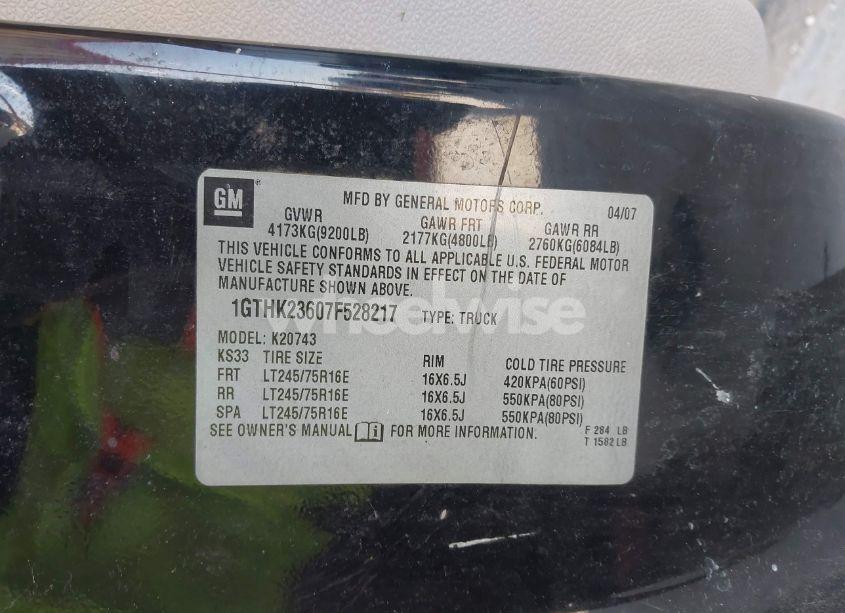 GM
MFD BY GENERAL MOTORS CORP. 04/07
GVWR GAWR FRT GAWR RR
4173KG(9200LB) 2177KG(4800LB) 2760KG(6084LB)
THIS VEHICLE CONFORMS TO ALL APPLICABLE U.S. FEDERAL MOTOR
VEHICLE SAFETY STANDARDS IN EFFECT ON THE DATE OF
MANUFACTURE SHOWN ABOVE.
1GTHK23607F528217 TYPE: TRUCK
MODEL: K20743
KS33 TIRE SIZE RIM COLD TIRE PRESSURE
FRT LT245/75R16E 16X6.5J 420KPA(60PSI)
RR LT245/75R16E 16X6.5J 550KPA(80PSI)
SPA LT245/75R16E 16X6.5J 550KPA(80PSI)
SEE OWNER'S MANUAL FOR MORE INFORMATION.
F 284 LB
T 1582 LB